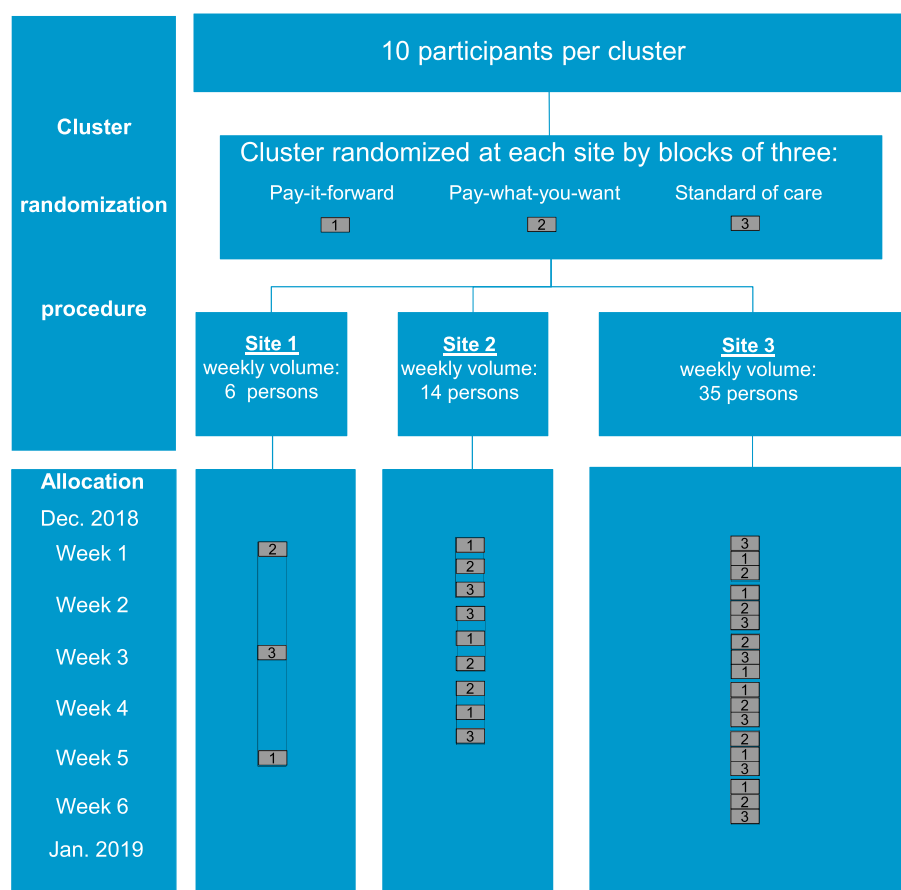 10 participants per cluster
Cluster
randomization
procedure
Cluster randomized at each site by blocks of three:
Pay-it-forward Pay-what-you-want Standard of care
1 2 3
Site 1
weekly volume:
6 persons
Site 2
weekly volume:
14 persons
Site 3
weekly volume:
35 persons
Allocation
Dec. 2018
Week 1
Week 2
Week 3
Week 4
Week 5
Week 6
Jan. 2019
2
3
1
1
2
3
3
1
2
2
1
3
3
1
2
1
2
3
2
3
1
1
2
3
2
1
3
1
2
3